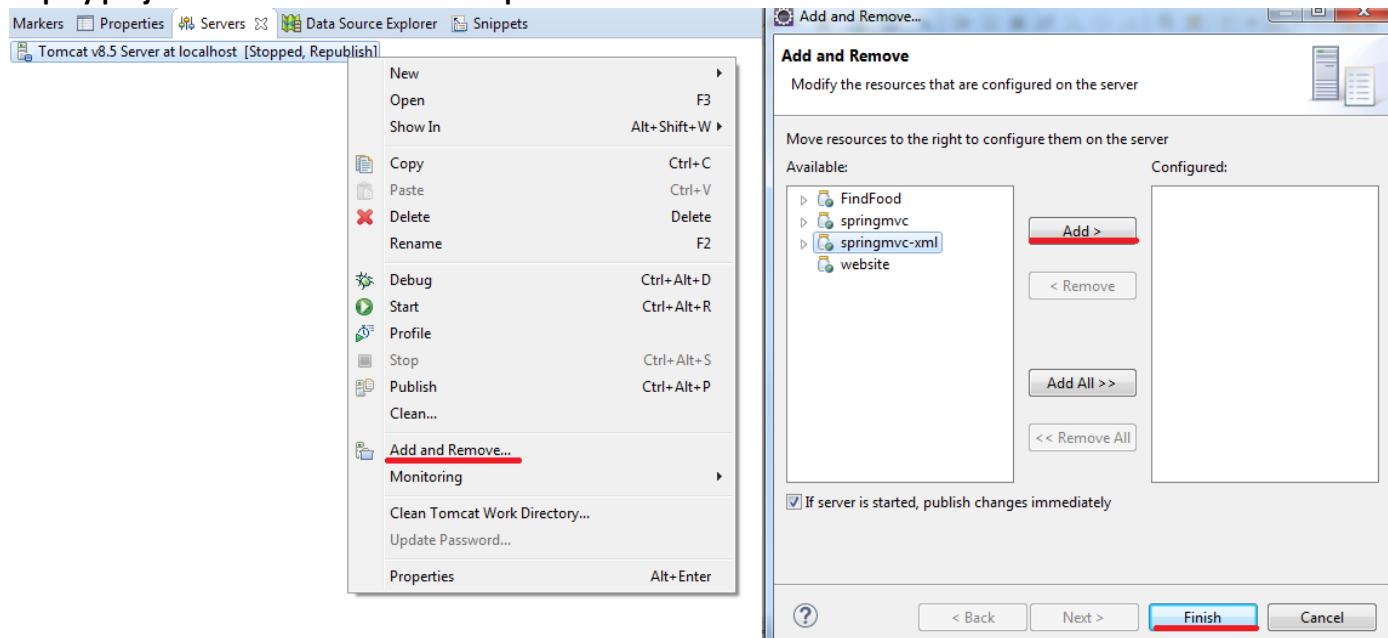 Markers Properties Servers Data Source Explorer Snippets
Tomcat v8.5 Server at localhost [Stopped, Republish]
New
Open F3
Show In Alt+Shift+W
Copy Ctrl+C
Paste Ctrl+V
Delete Delete
Rename F2
Debug Ctrl+Alt+D
Start Ctrl+Alt+R
Profile
Stop Ctrl+Alt+S
Publish Ctrl+Alt+P
Clean...
Add and Remove...
Monitoring
Clean Tomcat Work Directory...
Update Password...
Properties Alt+Enter
Add and Remove...
Add and Remove
Modify the resources that are configured on the server
Move resources to the right to configure them on the server
Available: Configured:
FindFood
springmvc
springmvc-xml
website
Add >
< Remove
Add All >>
<< Remove All
If server is started, publish changes immediately
? < Back Next > Finish Cancel